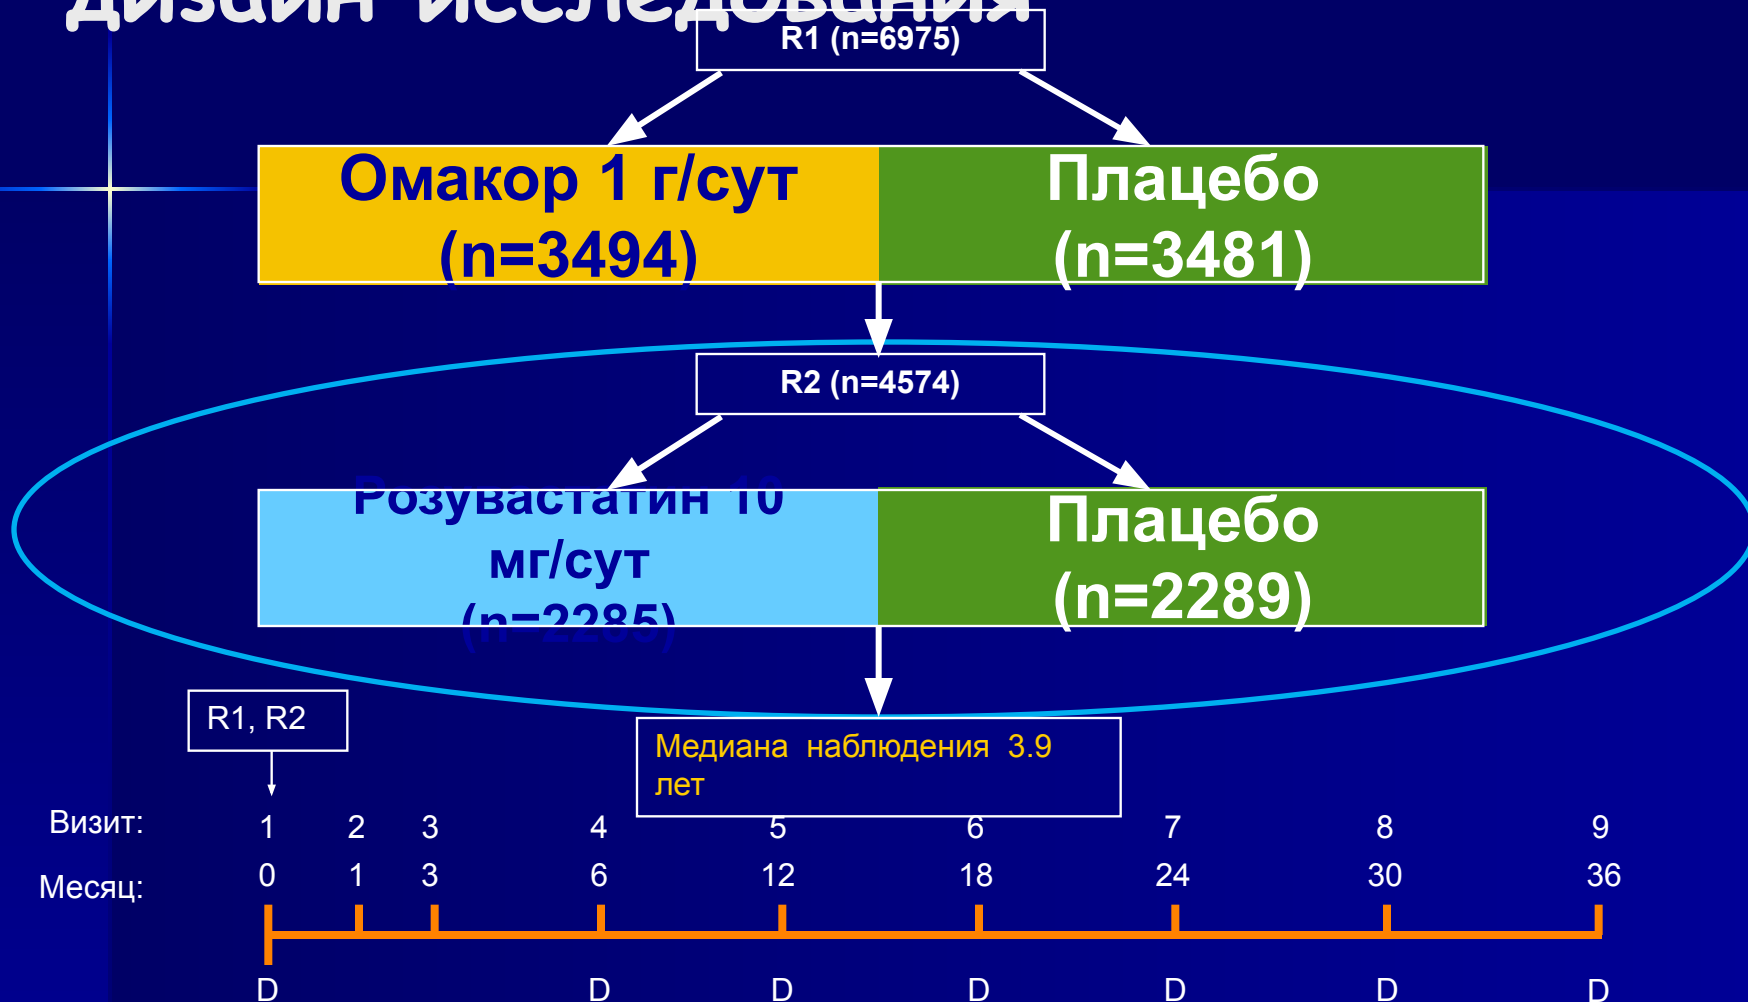 дизайн исследования
R1 (n=6975)
Омакор 1 г/сут
(n=3494)
Плацебо
(n=3481)
R2 (n=4574)
Розувастатин 10
мг/сут
(n=2285)
Плацебо
(n=2289)
R1, R2
Медиана наблюдения 3.9
лет
Визит: 1 2 3 4 5 6 7 8 9
Месяц: 0 1 3 6 12 18 24 30 36
D D D D D D D